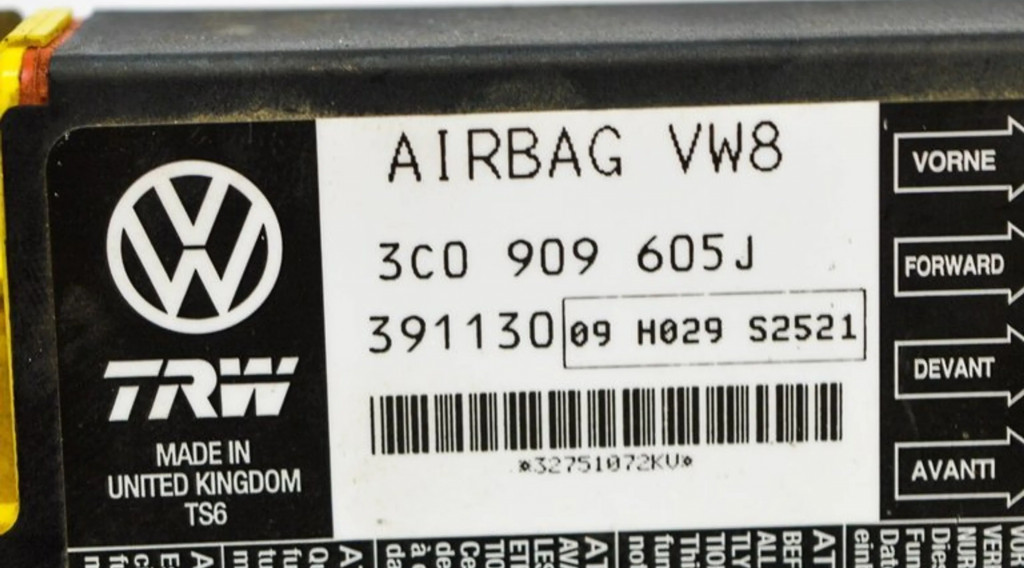 AIRBAG VW8
3C0 909 605J
391130 09 H029 S2521
*32751072KV*
TRW
MADE IN
UNITED KINGDOM
TS6
VORNE
FORWARD
DEVANT
AVANTI